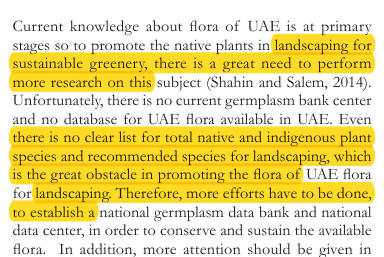 Current knowledge about flora of UAE is at primary
stages so to promote the native plants in landscaping for
sustainable greenery, there is a great need to perform
more research on this subject (Shahin and Salem, 2014).
Unfortunately, there is no current germplasm bank center
and no database for UAE flora available in UAE. Even
there is no clear list for total native and indigenous plant
species and recommended species for landscaping, which
is the great obstacle in promoting the flora of UAE flora
for landscaping. Therefore, more efforts have to be done,
to establish a national germplasm data bank and national
data center, in order to conserve and sustain the available
flora. In addition, more attention should be given in